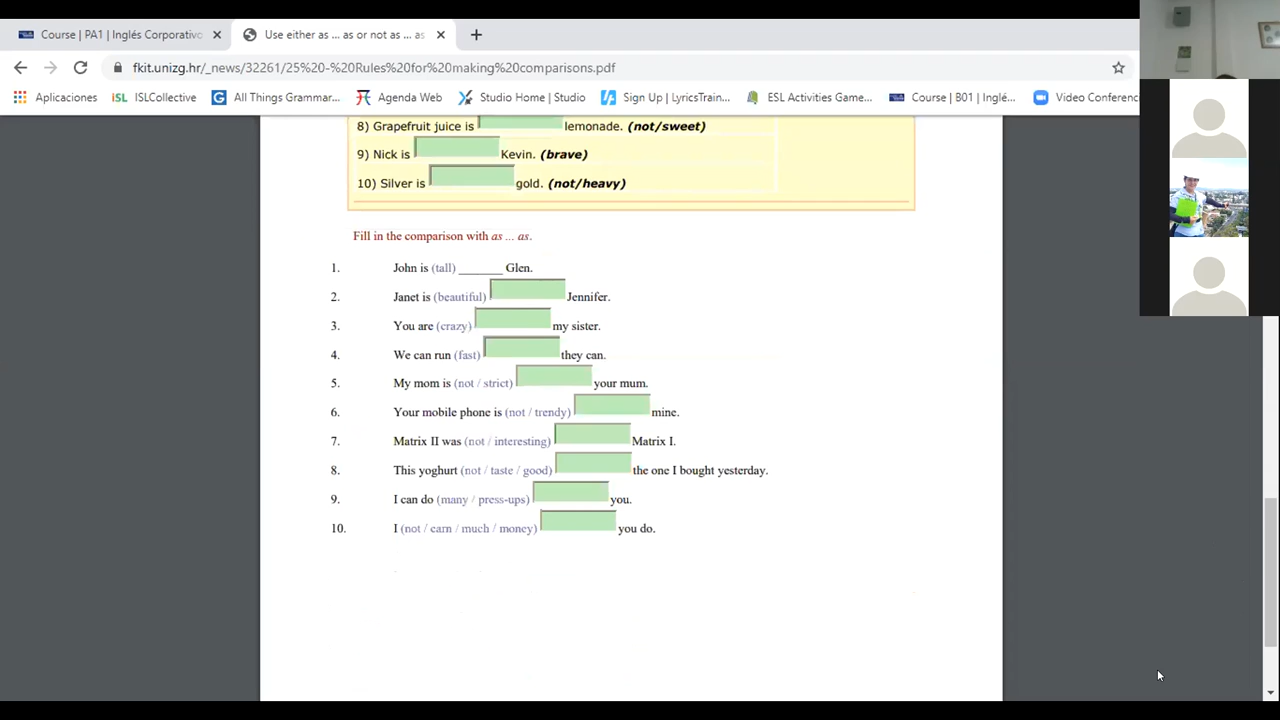 Course | PA1 | Inglés Corporativo
Use either as ... as or not as ... as
fkit.unizg.hr/_news/32261/25%20-%20Rules%20for%20making%20comparisons.pdf
Aplicaciones iSL ISLCollective All Things Grammar... Agenda Web Studio Home | Studio Sign Up | LyricsTrain... ESL Activities Game... Course | B01 | Inglé... Video Conferenc
8) Grapefruit juice is lemonade. (not/sweet)
9) Nick is Kevin. (brave)
10) Silver is gold. (not/heavy)
Fill in the comparison with as ... as.
1. John is (tall) _______ Glen.
2. Janet is (beautiful) Jennifer.
3. You are (crazy) my sister.
4. We can run (fast) they can.
5. My mom is (not / strict) your mum.
6. Your mobile phone is (not / trendy) mine.
7. Matrix II was (not / interesting) Matrix I.
8. This yoghurt (not / taste / good) the one I bought yesterday.
9. I can do (many / press-ups) you.
10. I (not / earn / much / money) you do.